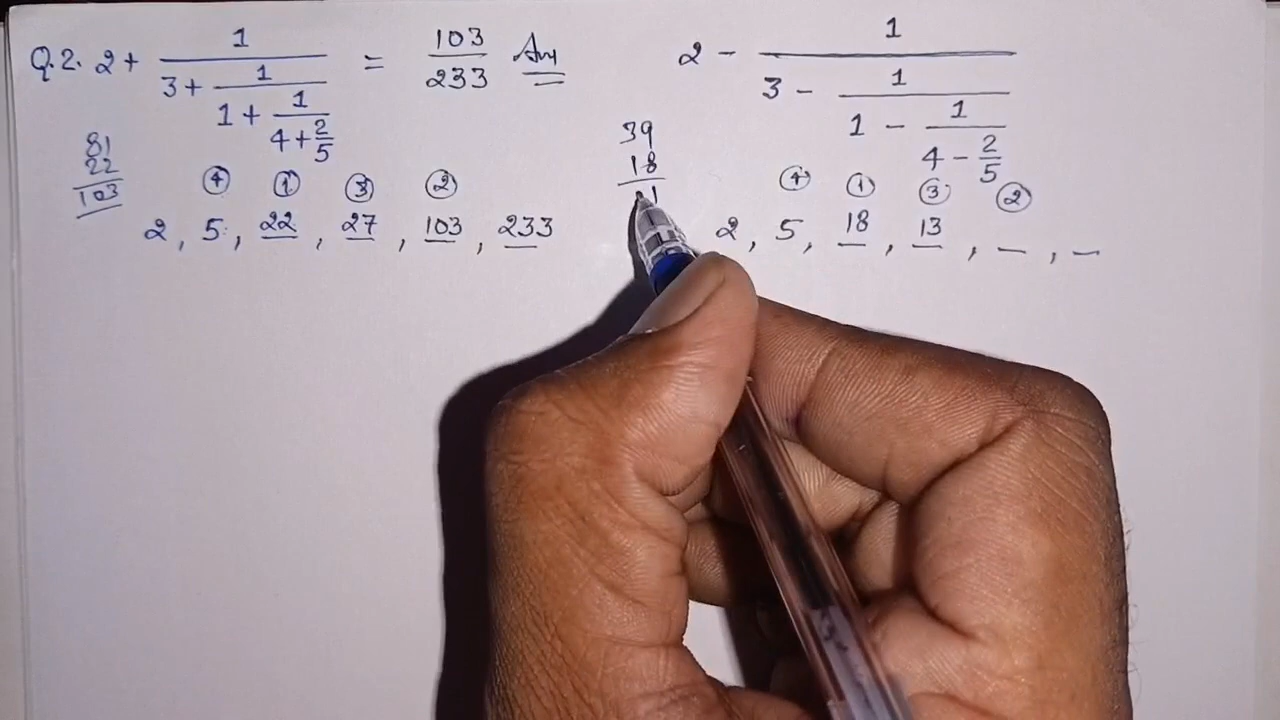 Q.2. 2 + 1 / (3 + 1 / (1 + 1 / (4 + 2/5))) = 103/233 Ans
81
22
103
④ ① ③ ②
2, 5, 22, 27, 103, 233
2 - 1 / (3 - 1 / (1 - 1 / (4 - 2/5)))
39
18
1
④ ① ③ ②
2, 5, 18, 13, _, _